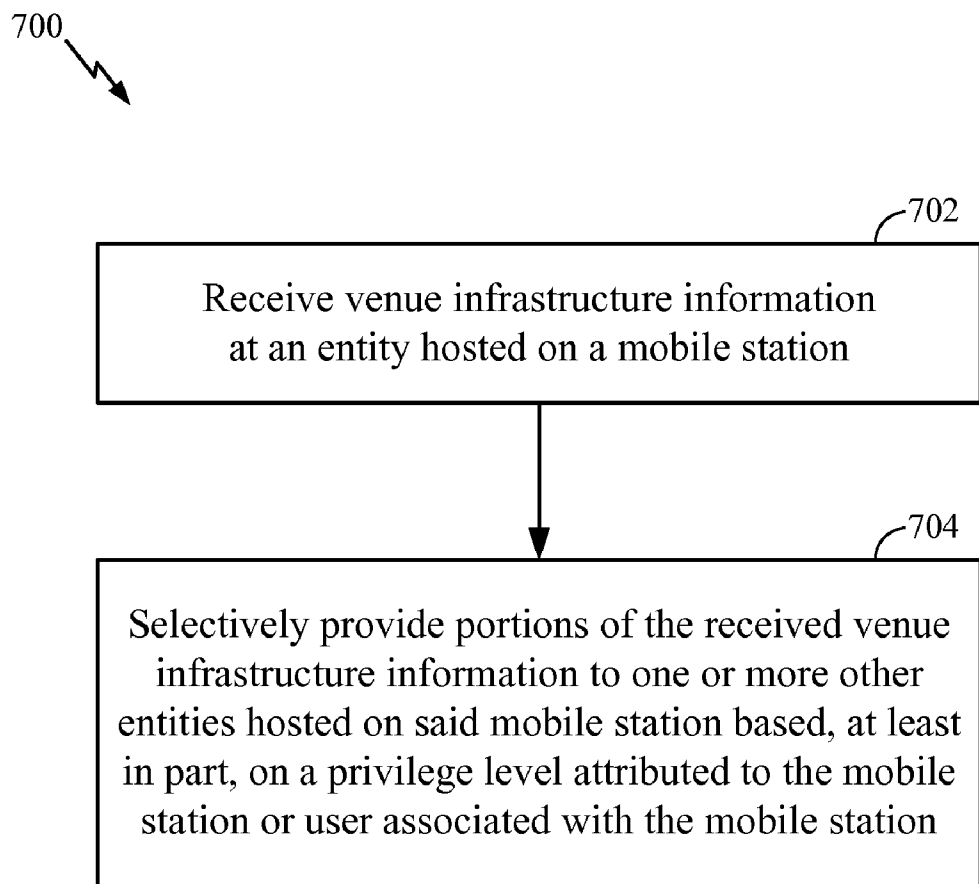 700
702
Receive venue infrastructure information
at an entity hosted on a mobile station
704
Selectively provide portions of the received venue
infrastructure information to one or more other
entities hosted on said mobile station based, at least
in part, on a privilege level attributed to the mobile
station or user associated with the mobile station